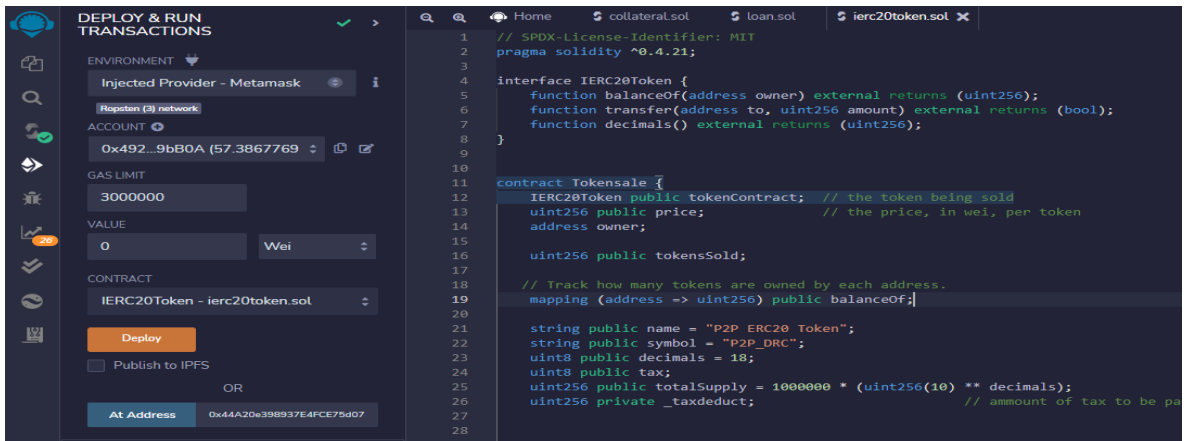 DEPLOY & RUN
TRANSACTIONS
ENVIRONMENT
Injected Provider - Metamask
Ropsten (3) network
ACCOUNT
0x492...9bB0A (57.3867769
GAS LIMIT
3000000
VALUE
0
Wei
CONTRACT
IERC20Token - ierc20token.sol
Deploy
Publish to IPFS
OR
At Address
0x44A20e398937E4FCE75d07
26
Home
collateral.sol
loan.sol
ierc20token.sol
1 // SPDX-License-Identifier: MIT
2 pragma solidity ^0.4.21;
3
4 interface IERC20Token {
5 function balanceOf(address owner) external returns (uint256);
6 function transfer(address to, uint256 amount) external returns (bool);
7 function decimals() external returns (uint256);
8 }
9
10
11 contract Tokensale {
12 IERC20Token public tokenContract; // the token being sold
13 uint256 public price; // the price, in wei, per token
14 address owner;
15
16 uint256 public tokensSold;
17
18 // Track how many tokens are owned by each address.
19 mapping (address => uint256) public balanceOf;
20
21 string public name = "P2P ERC20 Token";
22 string public symbol = "P2P_DRC";
23 uint8 public decimals = 18;
24 uint8 public tax;
25 uint256 public totalSupply = 1000000 * (uint256(10) ** decimals);
26 uint256 private _taxdeduct; // ammount of tax to be pa
27
28